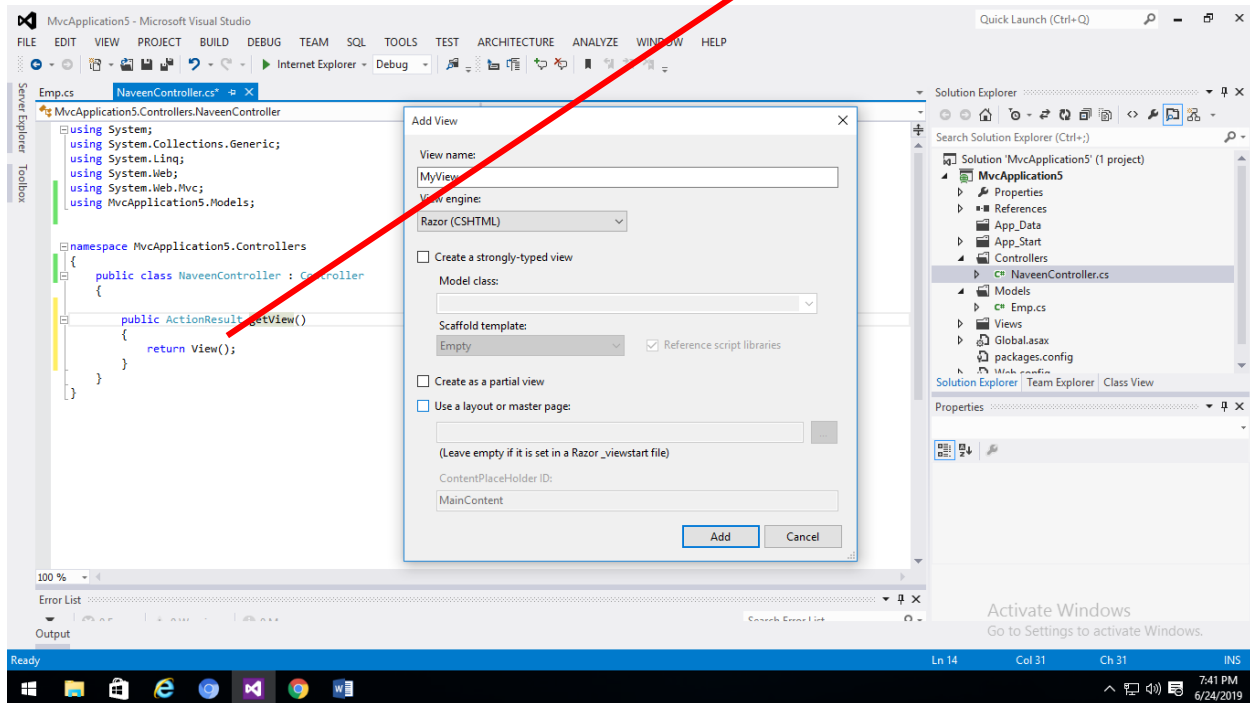 MvcApplication5 - Microsoft Visual Studio
Quick Launch (Ctrl+Q)
FILE EDIT VIEW PROJECT BUILD DEBUG TEAM SQL TOOLS TEST ARCHITECTURE ANALYZE WINDOW HELP
Internet Explorer Debug
Server Explorer
Toolbox
Emp.cs NaveenController.cs*
MvcApplication5.Controllers.NaveenController
using System;
using System.Collections.Generic;
using System.Linq;
using System.Web;
using System.Web.Mvc;
using MvcApplication5.Models;
namespace MvcApplication5.Controllers
{
public class NaveenController : Controller
{
public ActionResult getView()
{
return View();
}
}
}
100 %
Add View
View name:
MyView
View engine:
Razor (CSHTML)
Create a strongly-typed view
Model class:
Scaffold template:
Empty Reference script libraries
Create as a partial view
Use a layout or master page:
...
(Leave empty if it is set in a Razor _viewstart file)
ContentPlaceHolder ID:
MainContent
Add Cancel
Solution Explorer
Search Solution Explorer (Ctrl+;)
Solution 'MvcApplication5' (1 project)
MvcApplication5
Properties
References
App_Data
App_Start
Controllers
C# NaveenController.cs
Models
C# Emp.cs
Views
Global.asax
packages.config
Web.config
Solution Explorer Team Explorer Class View
Properties
Error List
Search Error List
Output
Activate Windows
Go to Settings to activate Windows.
Ready Ln 14 Col 31 Ch 31 INS
7:41 PM
6/24/2019